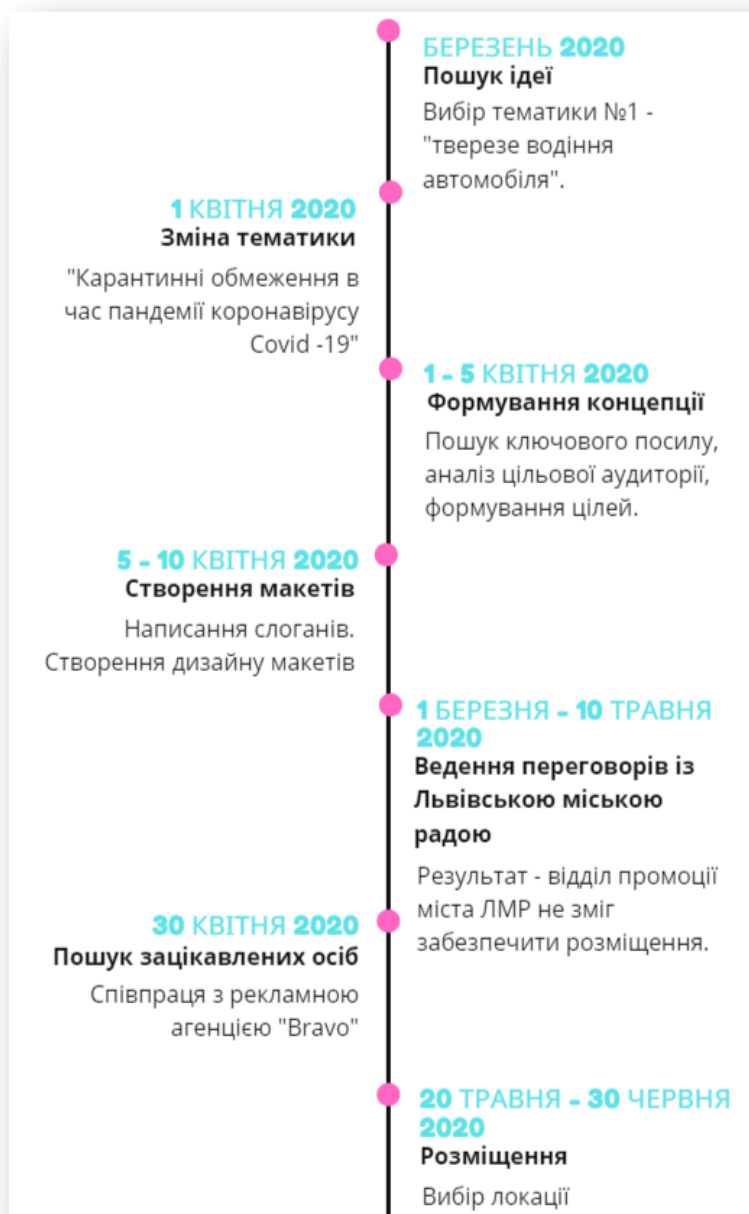 БЕРЕЗЕНЬ 2020
Пошук ідеї
Вибір тематики №1 -
"тверезе водіння
автомобіля".
1 КВІТНЯ 2020
Зміна тематики
"Карантинні обмеження в
час пандемії коронавірусу
Covid -19"
1 - 5 КВІТНЯ 2020
Формування концепції
Пошук ключового посилу,
аналіз цільової аудиторії,
формування цілей.
5 - 10 КВІТНЯ 2020
Створення макетів
Написання слоганів.
Створення дизайну макетів
1 БЕРЕЗНЯ - 10 ТРАВНЯ
2020
Ведення переговорів із
Львівською міською
радою
Результат - відділ промоції
міста ЛМР не зміг
забезпечити розміщення.
30 КВІТНЯ 2020
Пошук зацікавлених осіб
Співпраця з рекламною
агенцією "Bravo"
20 ТРАВНЯ - 30 ЧЕРВНЯ
2020
Розміщення
Вибір локації